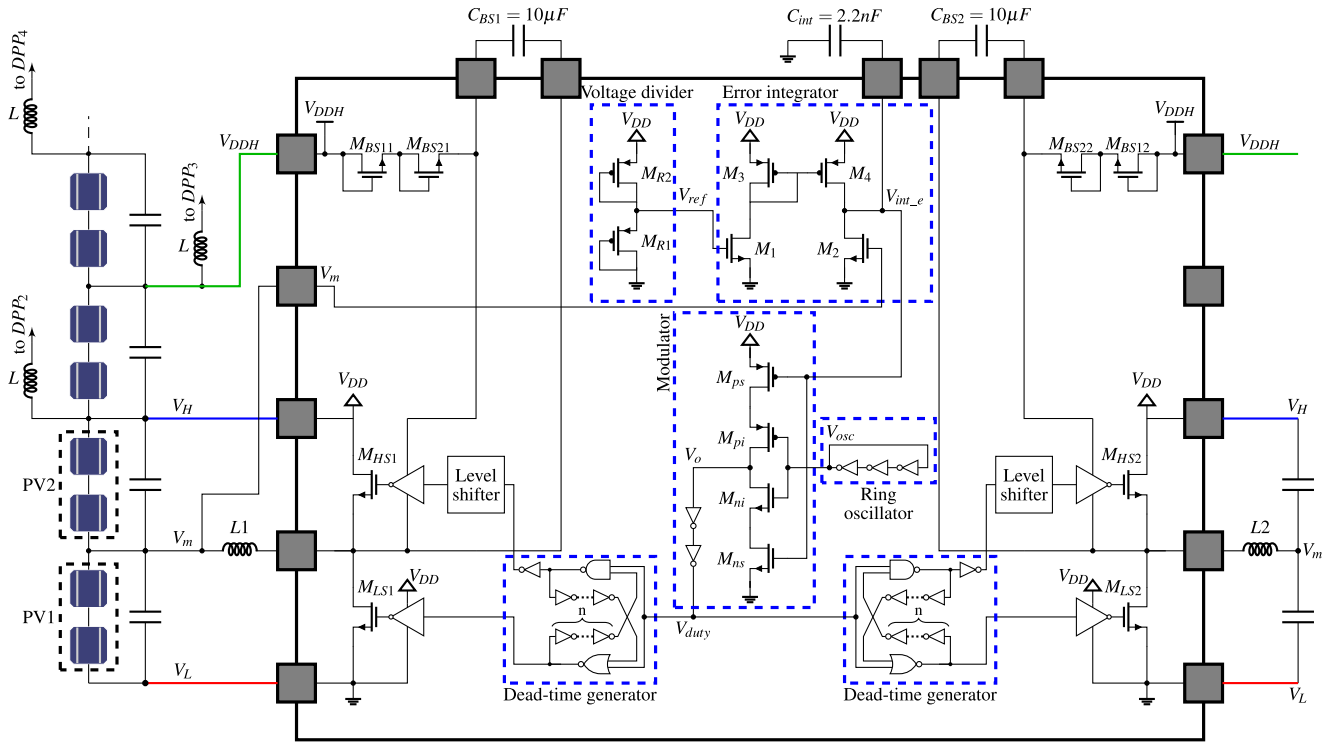 C_BS1 = 10μF
C_int = 2.2nF
C_BS2 = 10μF
to DPP4
L
Voltage divider
Error integrator
V_DDH
V_DDH
M_BS11
M_BS21
V_DD
V_DD
V_DD
M_R2
M_3
M_4
V_DDH
M_BS22
M_BS12
V_DDH
to DPP3
L
V_ref
V_int_e
M_R1
M_1
M_2
V_m
to DPP2
L
Modulator
V_DD
M_ps
V_H
V_DD
V_DD
V_H
M_pi
V_osc
PV2
M_HS1
Level
shifter
V_o
M_ni
Ring
oscillator
Level
shifter
M_HS2
V_m
L1
M_ns
L2
V_m
PV1
M_LS1
V_DD
n
n
V_DD
M_LS2
V_duty
V_L
Dead-time generator
Dead-time generator
V_L